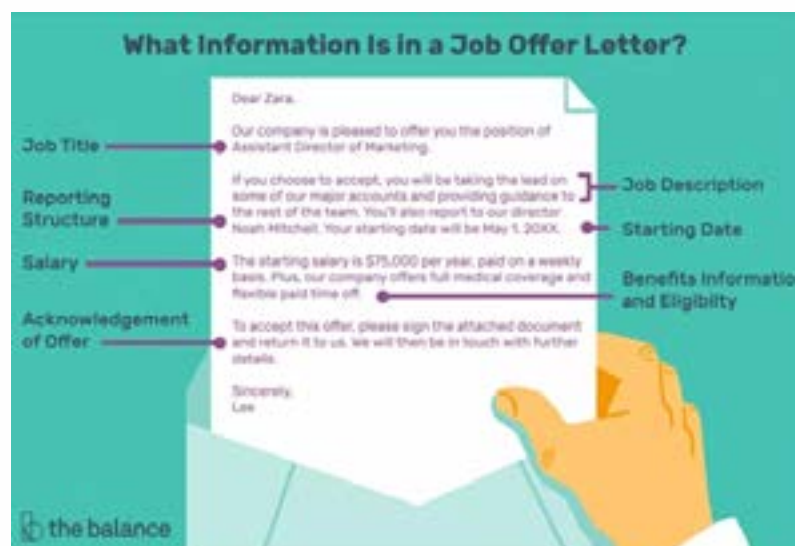 What Information Is in a Job Offer Letter?
Dear Zara,
Our company is pleased to offer you the position of
Assistant Director of Marketing.
If you choose to accept, you will be taking the lead on
some of our major accounts and providing guidance to
the rest of the team. You'll also report to our director
Noah Mitchell. Your starting date will be May 1, 20XX.
The starting salary is $75,000 per year, paid on a weekly
basis. Plus, our company offers full medical coverage and
flexible paid time off.
To accept this offer, please sign the attached document
and return it to us. We will then be in touch with further
details.
Sincerely,
Lee
Job Title
Reporting
Structure
Salary
Acknowledgement
of Offer
Job Description
Starting Date
Benefits Informatio
and Eligibilty
the balance